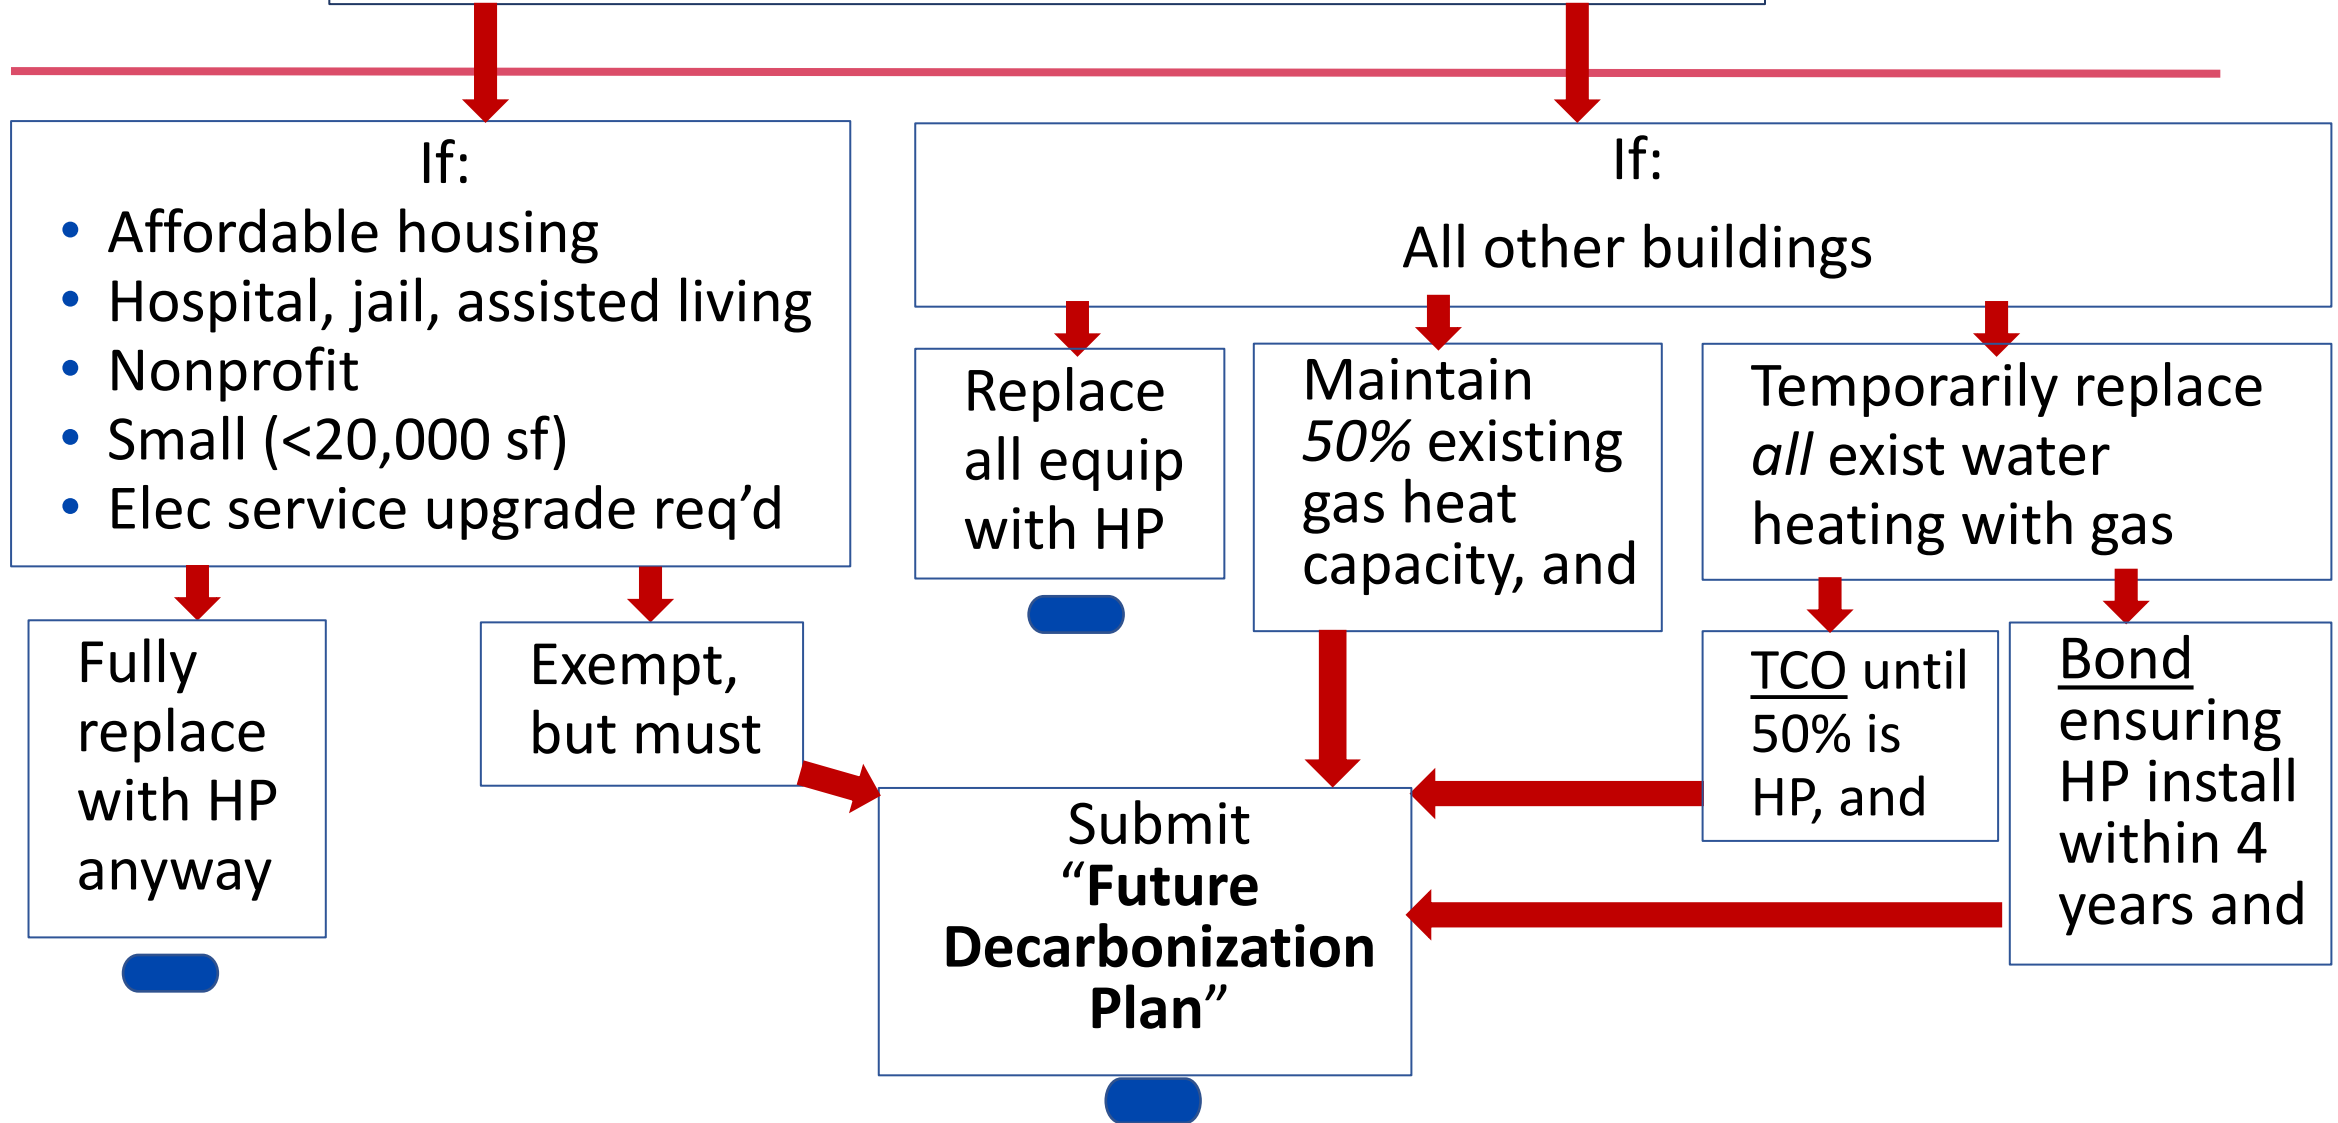 If:
• Affordable housing
• Hospital, jail, assisted living
• Nonprofit
• Small (<20,000 sf)
• Elec service upgrade req’d
If:
All other buildings
Fully
replace
with HP
anyway
Exempt,
but must
Replace
all equip
with HP
Maintain
50% existing
gas heat
capacity, and
Temporarily replace
all exist water
heating with gas
TCO until
50% is
HP, and
Bond
ensuring
HP install
within 4
years and
Submit
“Future
Decarbonization
Plan”